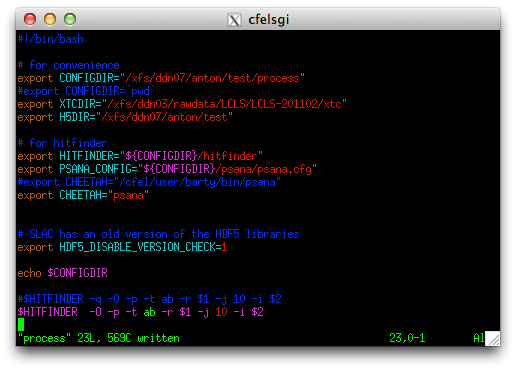 cfelsgi
#!/bin/bash
# for convenience
export CONFIGDIR="/xfs/ddn07/anton/test/process"
#export CONFIGDIR=`pwd`
export XTCDIR="/xfs/ddn03/rawdata/LCLS/LCLS-201102/xtc"
export H5DIR="/xfs/ddn07/anton/test"
# for hitfinder
export HITFINDER="${CONFIGDIR}/hitfinder"
export PSANA_CONFIG="${CONFIGDIR}/psana/psana.cfg"
#export CHEETAH="/cfel/user/barty/bin/psana"
export CHEETAH="psana"
# SLAC has an old version of the HDF5 libraries
export HDF5_DISABLE_VERSION_CHECK=1
echo $CONFIGDIR
#$HITFINDER -q -O -p -t ab -r $1 -j 10 -i $2
$HITFINDER  -O -p -t ab -r $1 -j 10 -i $2
"process" 23L, 569C written 23,0-1